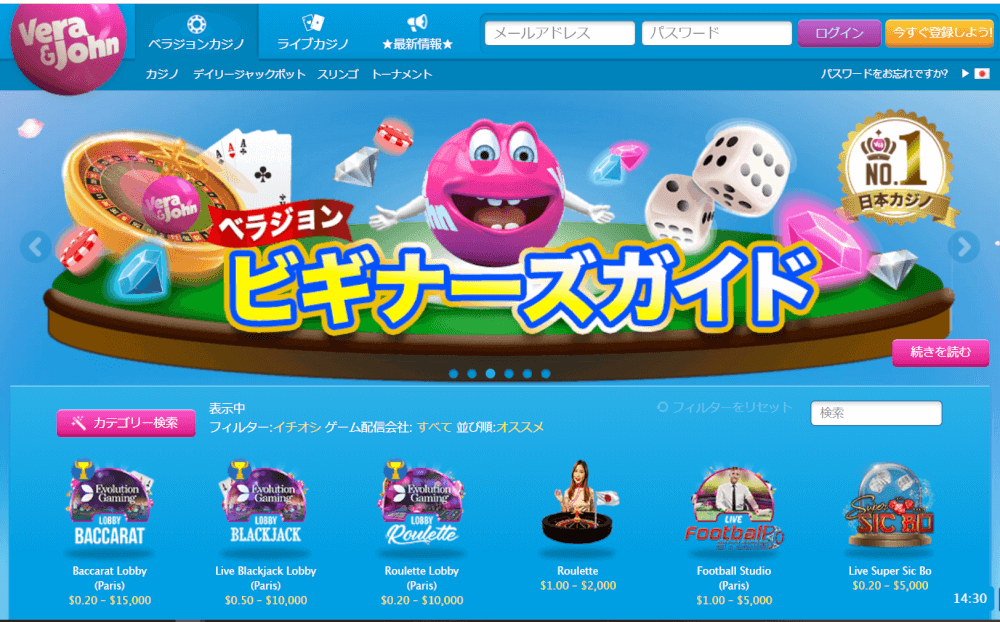 Vera
&John
ベラジョンカジノ
ライブカジノ
★最新情報★
メールアドレス
パスワード
ログイン
今すぐ登録しよう!
カジノ デイリージャックポット スリンゴ トーナメント
パスワードをお忘れですか?
Vera
&John
ベラジョン
ビギナーズガイド
NO.1
日本カジノ
続きを読む
カテゴリー検索
表示中
フィルター:イチオシ ゲーム配信会社: すべて 並び順:オススメ
フィルターをリセット
検索
Evolution
Gaming
LOBBY
BACCARAT
Evolution
Gaming
LOBBY
BLACKJACK
Evolution
Gaming
LOBBY
Roulette
LIVE
Football
STUDIO
Super
SIC BO
Baccarat Lobby
(Paris)
$0.20 - $15,000
Live Blackjack Lobby
(Paris)
$0.50 - $10,000
Roulette Lobby
(Paris)
$0.20 - $10,000
Roulette
$1.00 - $2,000
Football Studio
(Paris)
$1.00 - $5,000
Live Super Sic Bo
$0.20 - $5,000
14:30